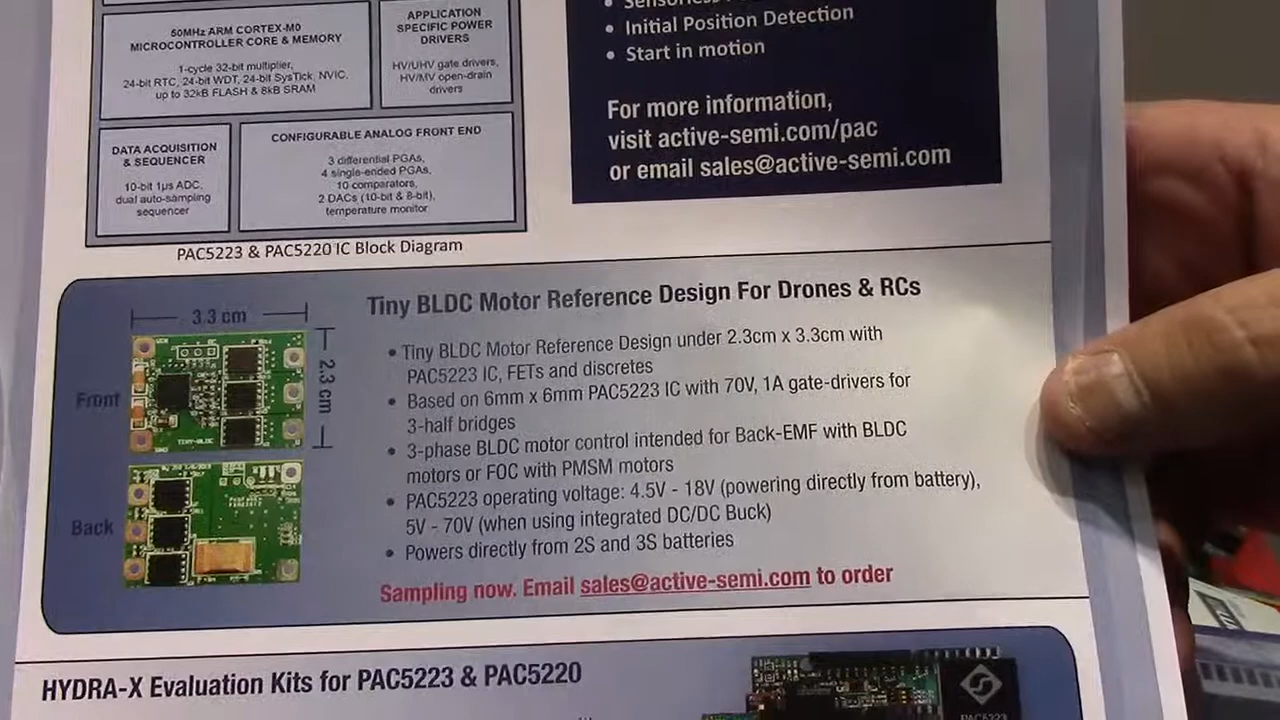 50MHz ARM CORTEX-M0
MICROCONTROLLER CORE & MEMORY
1-cycle 32-bit multiplier,
24-bit RTC, 24-bit WDT, 24-bit SysTick, NVIC,
up to 32kB FLASH & 8kB SRAM
APPLICATION
SPECIFIC POWER
DRIVERS
HV/UHV gate drivers,
HV/MV open-drain
drivers
DATA ACQUISITION
& SEQUENCER
10-bit 1µs ADC,
dual auto-sampling
sequencer
CONFIGURABLE ANALOG FRONT END
3 differential PGAs,
4 single-ended PGAs,
10 comparators,
2 DACs (10-bit & 8-bit),
temperature monitor
PAC5223 & PAC5220 IC Block Diagram
• Initial Position Detection
• Start in motion
For more information,
visit active-semi.com/pac
or email sales@active-semi.com
Tiny BLDC Motor Reference Design For Drones & RCs
3.3 cm
2.3 cm
Front
TINY-BLDC
Back
• Tiny BLDC Motor Reference Design under 2.3cm x 3.3cm with
PAC5223 IC, FETs and discretes
• Based on 6mm x 6mm PAC5223 IC with 70V, 1A gate-drivers for
3-half bridges
• 3-phase BLDC motor control intended for Back-EMF with BLDC
motors or FOC with PMSM motors
• PAC5223 operating voltage: 4.5V - 18V (powering directly from battery),
5V - 70V (when using integrated DC/DC Buck)
• Powers directly from 2S and 3S batteries
Sampling now. Email sales@active-semi.com to order
HYDRA-X Evaluation Kits for PAC5223 & PAC5220
PAC5223